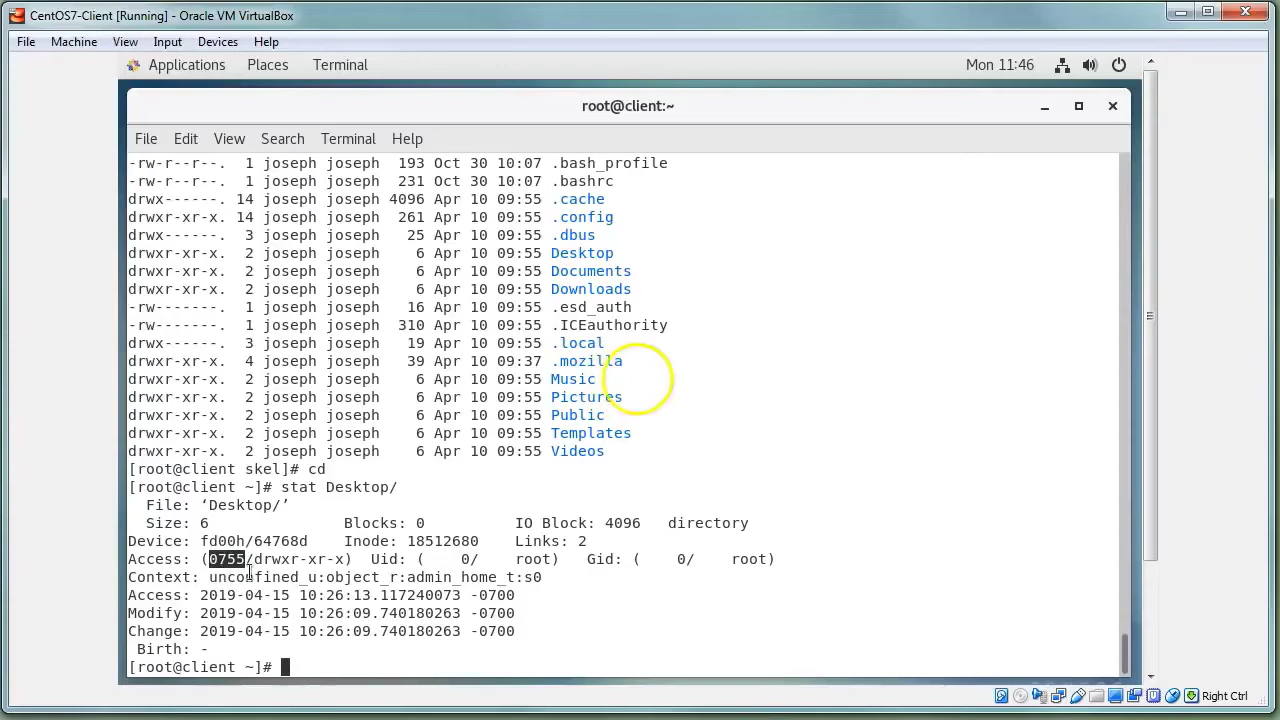 CentOS7-Client [Running] - Oracle VM VirtualBox
File Machine View Input Devices Help
Applications Places Terminal Mon 11:46
root@client:~
File Edit View Search Terminal Help
-rw-r--r--. 1 joseph joseph 193 Oct 30 10:07 .bash_profile
-rw-r--r--. 1 joseph joseph 231 Oct 30 10:07 .bashrc
drwx------. 14 joseph joseph 4096 Apr 10 09:55 .cache
drwxr-xr-x. 14 joseph joseph 261 Apr 10 09:55 .config
drwx------. 3 joseph joseph 25 Apr 10 09:55 .dbus
drwxr-xr-x. 2 joseph joseph 6 Apr 10 09:55 Desktop
drwxr-xr-x. 2 joseph joseph 6 Apr 10 09:55 Documents
drwxr-xr-x. 2 joseph joseph 6 Apr 10 09:55 Downloads
-rw-------. 1 joseph joseph 16 Apr 10 09:55 .esd_auth
-rw-------. 1 joseph joseph 310 Apr 10 09:55 .ICEauthority
drwx------. 3 joseph joseph 19 Apr 10 09:55 .local
drwxr-xr-x. 4 joseph joseph 39 Apr 10 09:37 .mozilla
drwxr-xr-x. 2 joseph joseph 6 Apr 10 09:55 Music
drwxr-xr-x. 2 joseph joseph 6 Apr 10 09:55 Pictures
drwxr-xr-x. 2 joseph joseph 6 Apr 10 09:55 Public
drwxr-xr-x. 2 joseph joseph 6 Apr 10 09:55 Templates
drwxr-xr-x. 2 joseph joseph 6 Apr 10 09:55 Videos
[root@client skel]# cd
[root@client ~]# stat Desktop/
File: ‘Desktop/’
Size: 6 Blocks: 0 IO Block: 4096 directory
Device: fd00h/64768d Inode: 18512680 Links: 2
Access: (0755/drwxr-xr-x) Uid: ( 0/ root) Gid: ( 0/ root)
Context: unconfined_u:object_r:admin_home_t:s0
Access: 2019-04-15 10:26:13.117240073 -0700
Modify: 2019-04-15 10:26:09.740180263 -0700
Change: 2019-04-15 10:26:09.740180263 -0700
Birth: -
[root@client ~]#
Right Ctrl